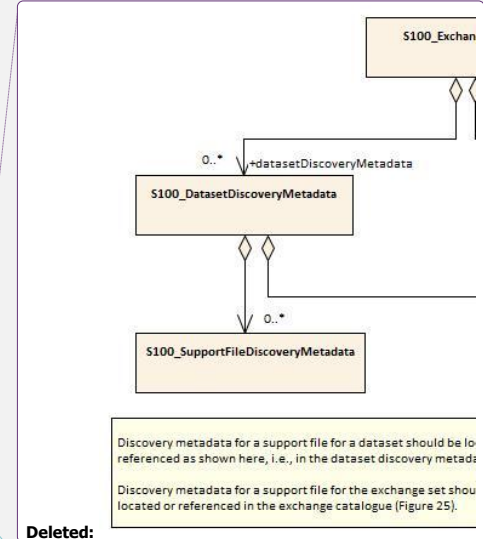 S100_Exchan
0..*
+datasetDiscoveryMetadata
S100_DatasetDiscoveryMetadata
0..*
S100_SupportFileDiscoveryMetadata
Discovery metadata for a support file for a dataset should be lo
referenced as shown here, i.e., in the dataset discovery metada
Discovery metadata for a support file for the exchange set shou
located or referenced in the exchange catalogue (Figure 25).
Deleted: